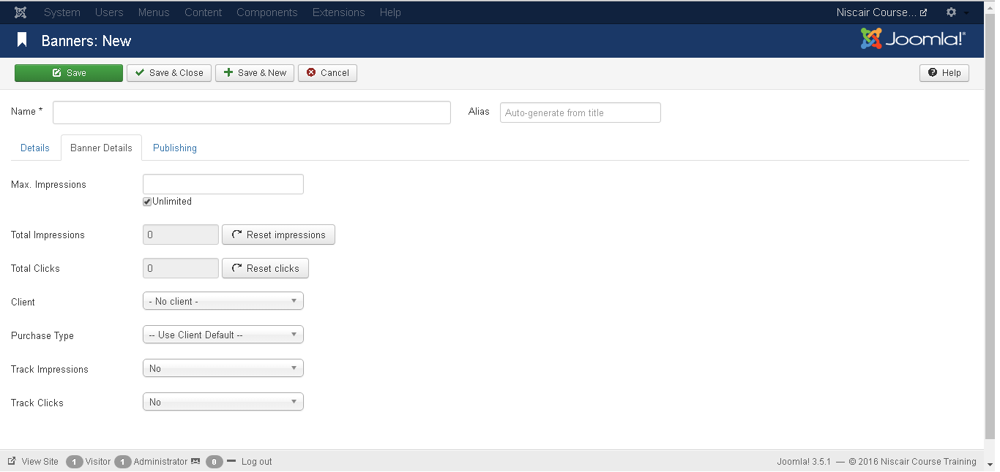 System Users Menus Content Components Extensions Help Niscair Course...
Banners: New Joomla!®
Save Save & Close Save & New Cancel Help
Name * Alias Auto-generate from title
Details Banner Details Publishing
Max. Impressions
Unlimited
Total Impressions 0 Reset impressions
Total Clicks 0 Reset clicks
Client - No client -
Purchase Type -- Use Client Default --
Track Impressions No
Track Clicks No
View Site 1 Visitor 1 Administrator 0 Log out Joomla! 3.5.1 — © 2016 Niscair Course Training